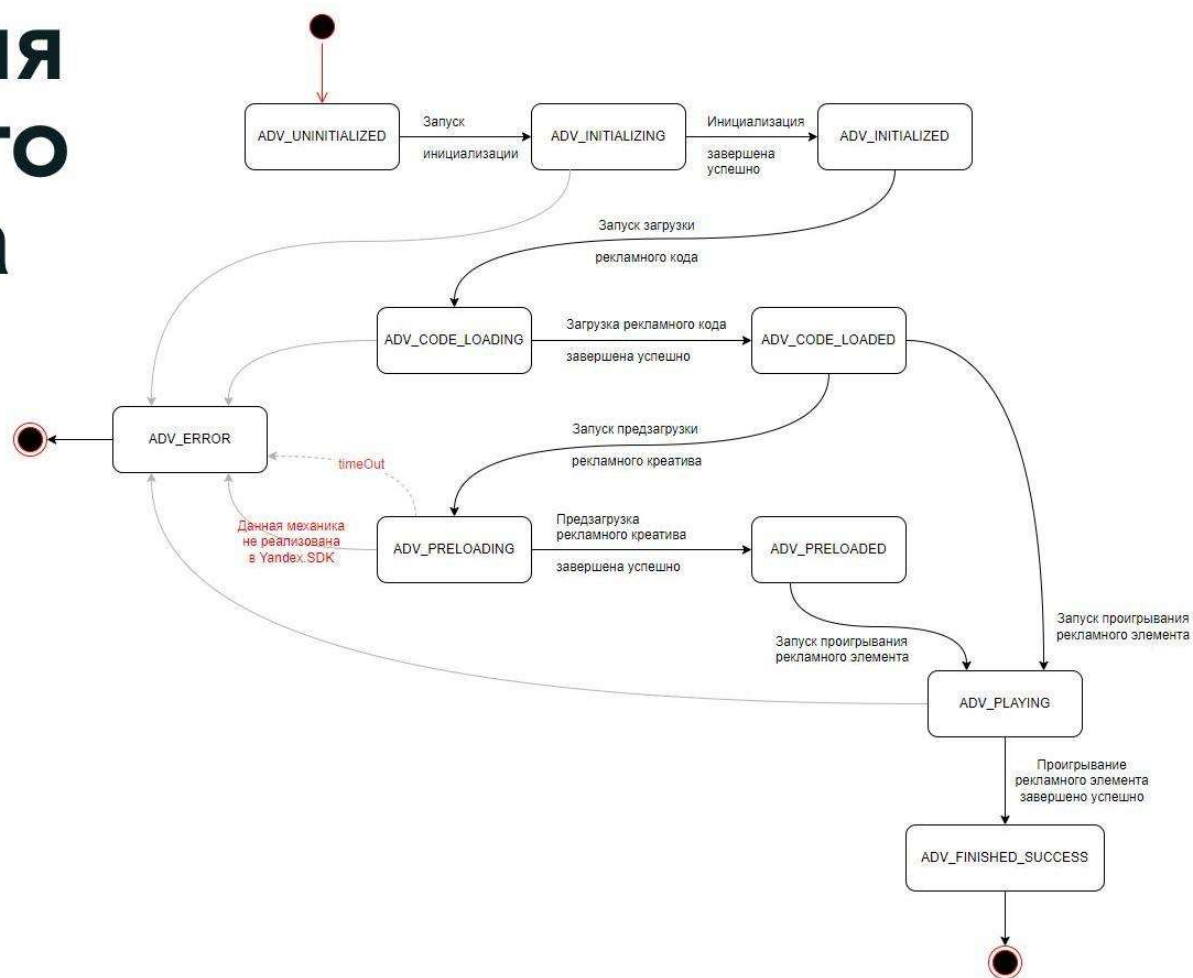 ия
го
а
ADV_UNINITIALIZED
Запуск
инициализации
ADV_INITIALIZING
Инициализация
завершена
успешно
ADV_INITIALIZED
Запуск загрузки
рекламного кода
ADV_CODE_LOADING
Загрузка рекламного кода
завершена успешно
ADV_CODE_LOADED
ADV_ERROR
Запуск предзагрузки
рекламного креатива
timeOut
Данная механика
не реализована
в Yandex.SDK
ADV_PRELOADING
Предзагрузка
рекламного креатива
завершена успешно
ADV_PRELOADED
Запуск проигрывания
рекламного элемента
Запуск проигрывания
рекламного элемента
ADV_PLAYING
Проигрывание
рекламного элемента
завершено успешно
ADV_FINISHED_SUCCESS